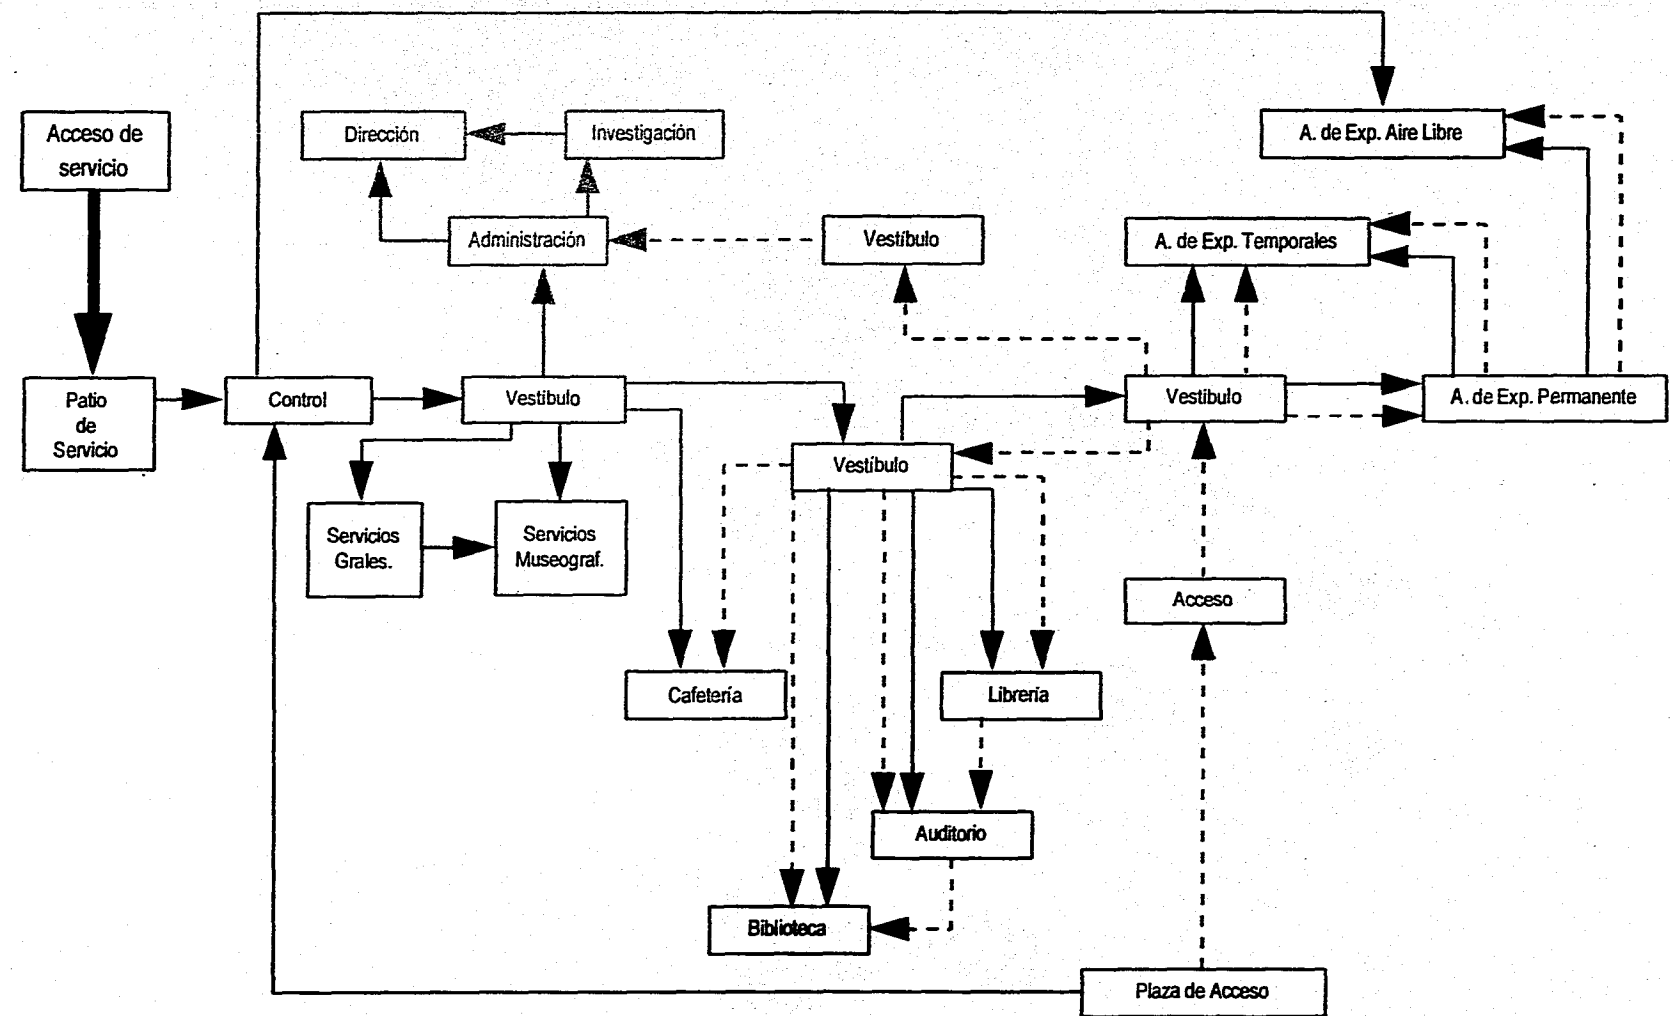 Acceso de
servicio
Dirección
Investigación
A. de Exp. Aire Libre
Administración
Vestíbulo
A. de Exp. Temporales
Patio
de
Servicio
Control
Vestíbulo
Vestíbulo
A. de Exp. Permanente
Vestíbulo
Servicios
Grales.
Servicios
Museograf.
Acceso
Cafetería
Librería
Auditorio
Biblioteca
Plaza de Acceso